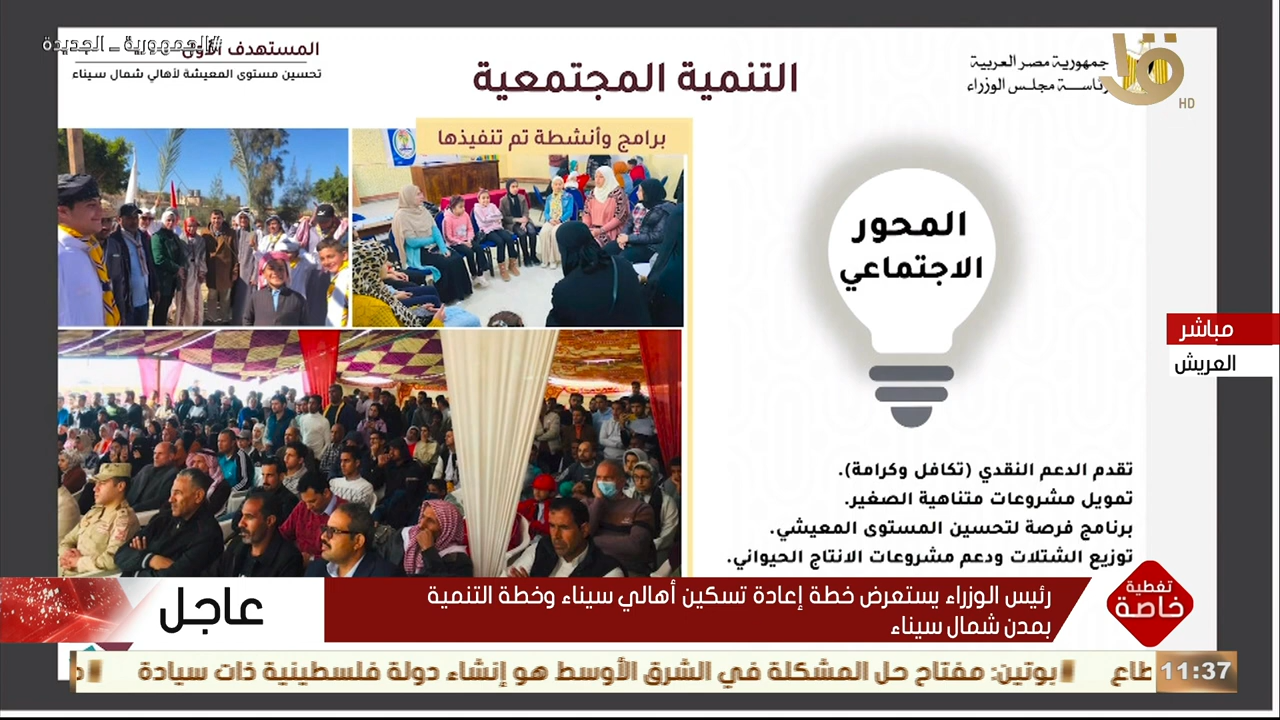 #الجمهورية_الجديدة
المستهدف الأول
تحسين مستوى المعيشة لأهالي شمال سيناء
التنمية المجتمعية
جمهورية مصر العربية
رئاسة مجلس الوزراء
HD
برامج وأنشطة تم تنفيذها
المحور
الاجتماعي
مباشر
العريش
تقدم الدعم النقدي (تكافل وكرامة).
تمويل مشروعات متناهية الصغير.
برنامج فرصة لتحسين المستوى المعيشي.
توزيع الشتلات ودعم مشروعات الانتاج الحيواني.
تغطية
خاصة
رئيس الوزراء يستعرض خطة إعادة تسكين أهالي سيناء وخطة التنمية
بمدن شمال سيناء
عاجل
11:37
طاع
بوتين: مفتاح حل المشكلة في الشرق الأوسط هو إنشاء دولة فلسطينية ذات سيادة